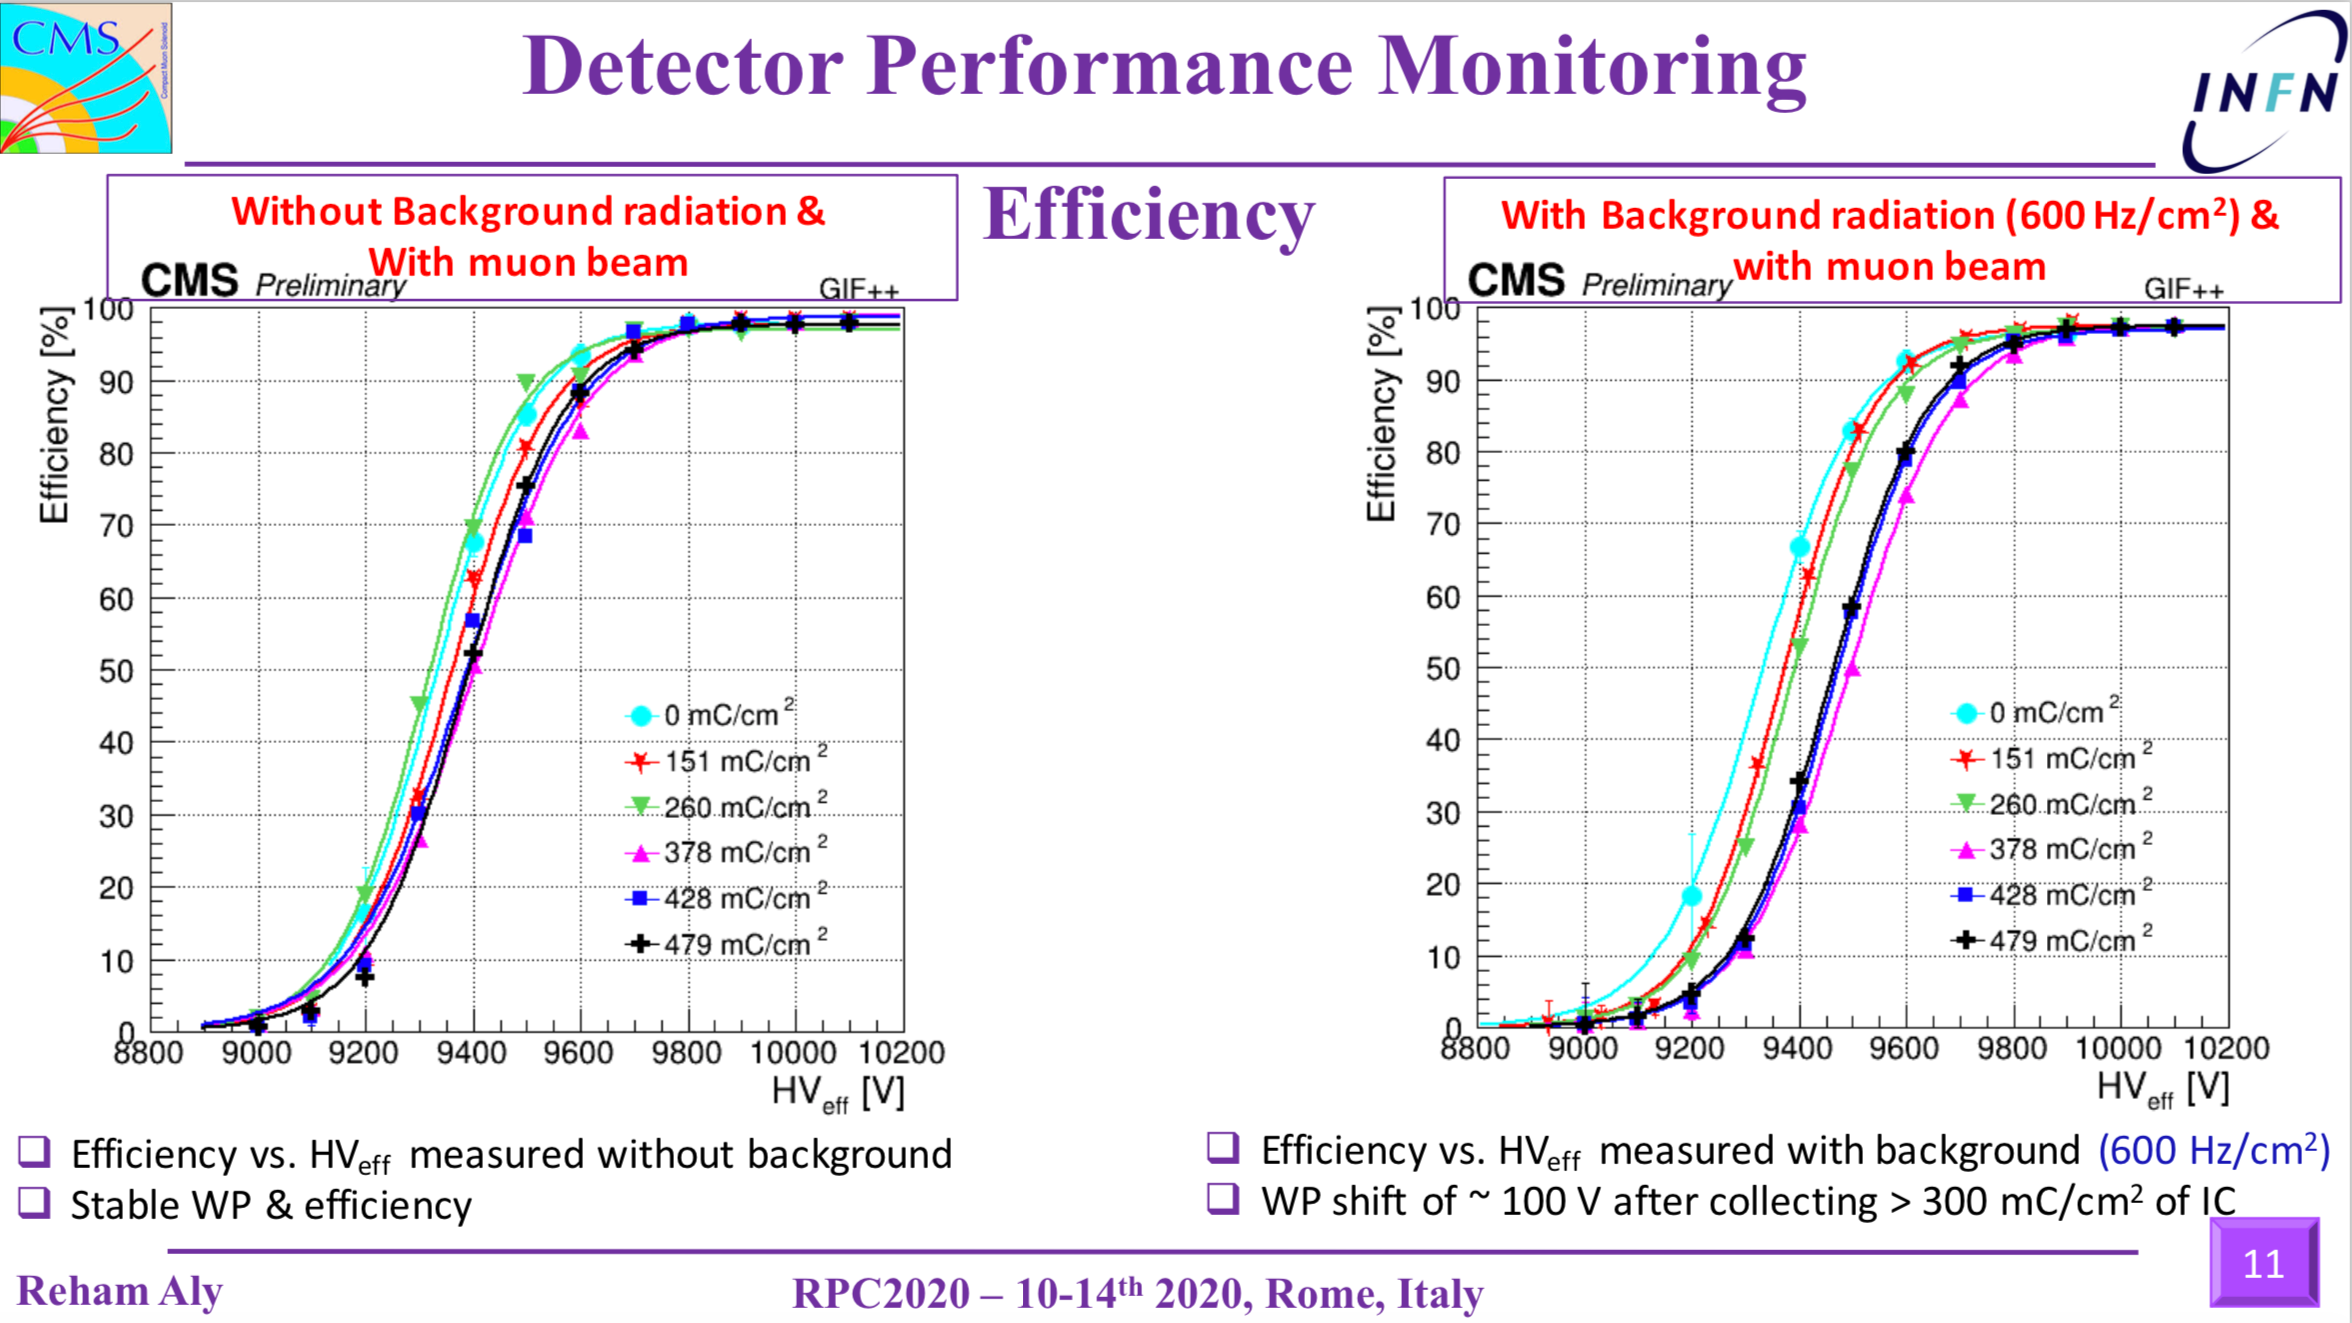 CMS
Compact Muon Solenoid
Detector Performance Monitoring
INFN
Efficiency
Without Background radiation &
With muon beam
CMS Preliminary
GIF++
Efficiency [%]
100
90
80
70
60
50
40
30
20
10
0
0 mC/cm²
151 mC/cm²
260 mC/cm²
378 mC/cm²
428 mC/cm²
479 mC/cm²
8800 9000 9200 9400 9600 9800 10000 10200
HVeff [V]
Efficiency vs. HVeff measured without background
Stable WP & efficiency
With Background radiation (600 Hz/cm²) &
with muon beam
CMS Preliminary
GIF++
Efficiency [%]
100
90
80
70
60
50
40
30
20
10
0
0 mC/cm²
151 mC/cm²
260 mC/cm²
378 mC/cm²
428 mC/cm²
479 mC/cm²
8800 9000 9200 9400 9600 9800 10000 10200
HVeff [V]
Efficiency vs. HVeff measured with background (600 Hz/cm²)
WP shift of ~ 100 V after collecting > 300 mC/cm² of IC
11
Reham Aly
RPC2020 – 10-14th 2020, Rome, Italy